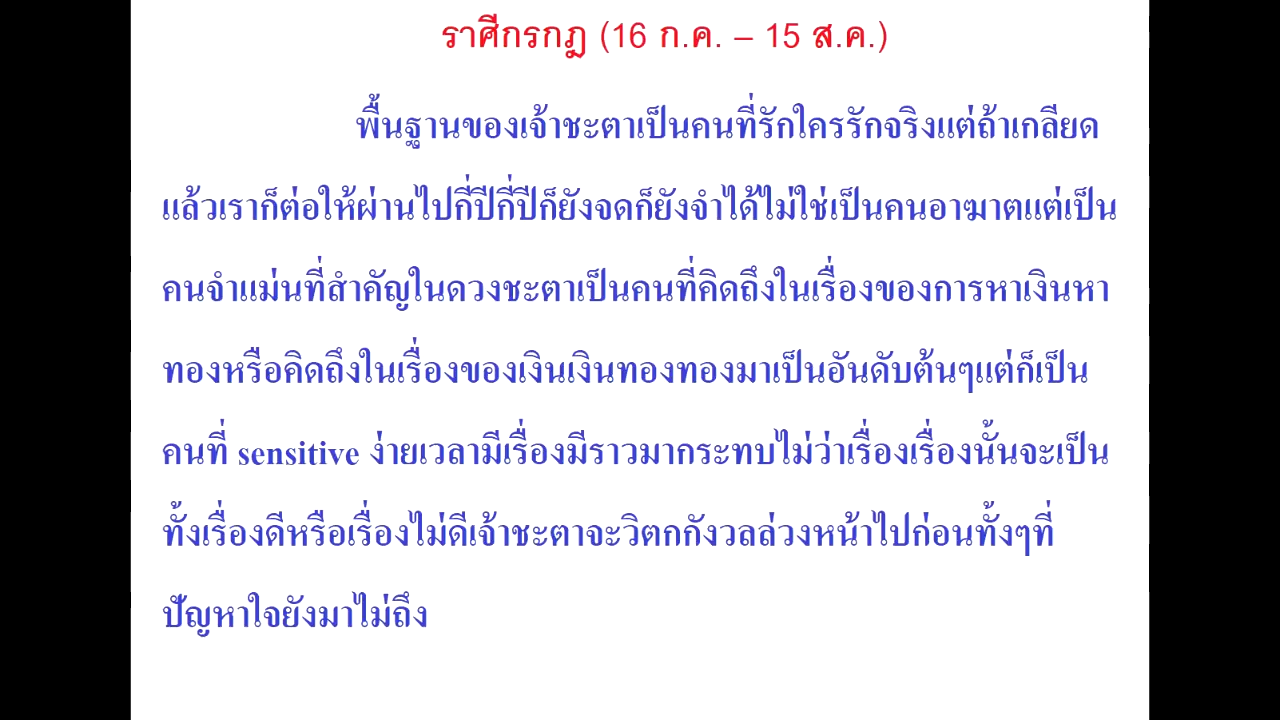 ราศีกรกฎ (16 ก.ค. – 15 ส.ค.)
พื้นฐานของเจ้าชะตาเป็นคนที่รักใครรักจริงแต่ถ้าเกลียด
แล้วเราก็ต่อให้ผ่านไปกี่ปีกี่ปีก็ยังจดก็ยังจำได้ไม่ใช่เป็นคนอาฆาตแต่เป็น
คนจำแม่นที่สำคัญในดวงชะตาเป็นคนที่คิดถึงในเรื่องของการหาเงินหา
ทองหรือคิดถึงในเรื่องของเงินเงินทองทองมาเป็นอันดับต้นๆแต่ก็เป็น
คนที่ sensitive ง่ายเวลามีเรื่องมีราวมากระทบไม่ว่าเรื่องเรื่องนั้นจะเป็น
ทั้งเรื่องดีหรือเรื่องไม่ดีเจ้าชะตาจะวิตกกังวลล่วงหน้าไปก่อนทั้งๆที่
ปัญหาใจยังมาไม่ถึง